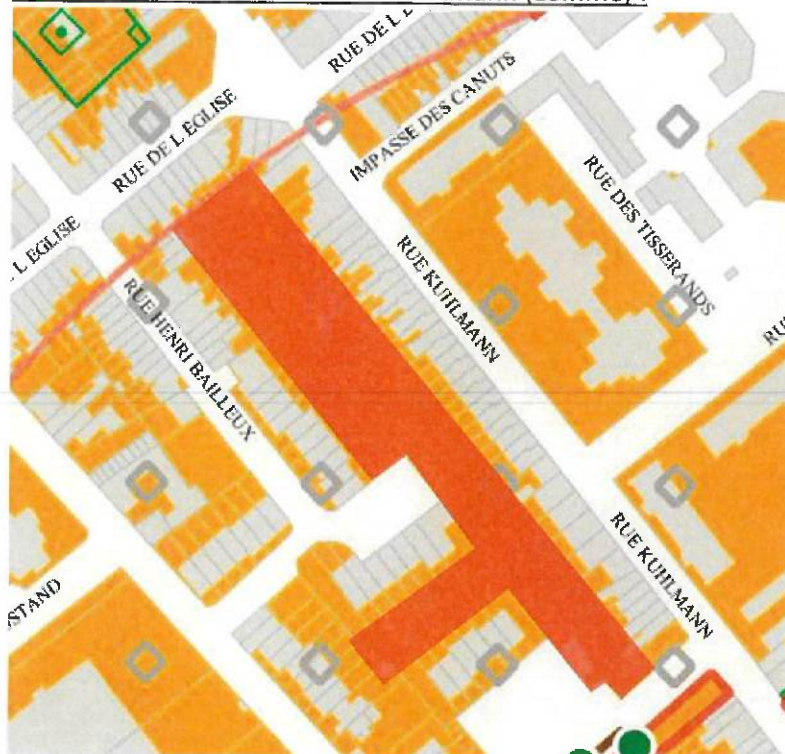 RUE DE L
RUE DE L EGLISE
IMPASSE DES CANUTS
RUE DES TISSERANDS
L EGLISE
RUE KUHLMANN
RUE HENRI BAILLEUX
RU
RUE KUHLMANN
STAND